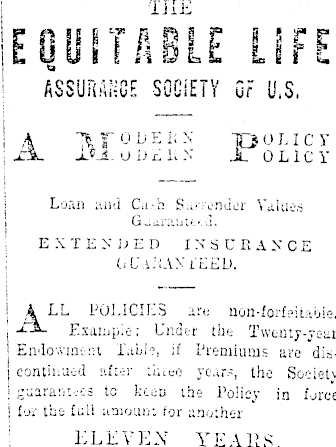 THE
EQUITABLE LIFE
ASSURANCE SOCIETY OF U.S.
A MODERN POLICY
MODERN POLICY
Loan and Cash Surrender Values
Guaranteed.
EXTENDED INSURANCE
GUARANTEED.
ALL POLICIES are non-forfeitable.
Example: Under the Twenty-year
Endowment Table, if Premiums are dis-
continued after three years, the Society
guarantees to keep the Policy in force
for the full amount for another
ELEVEN YEARS.